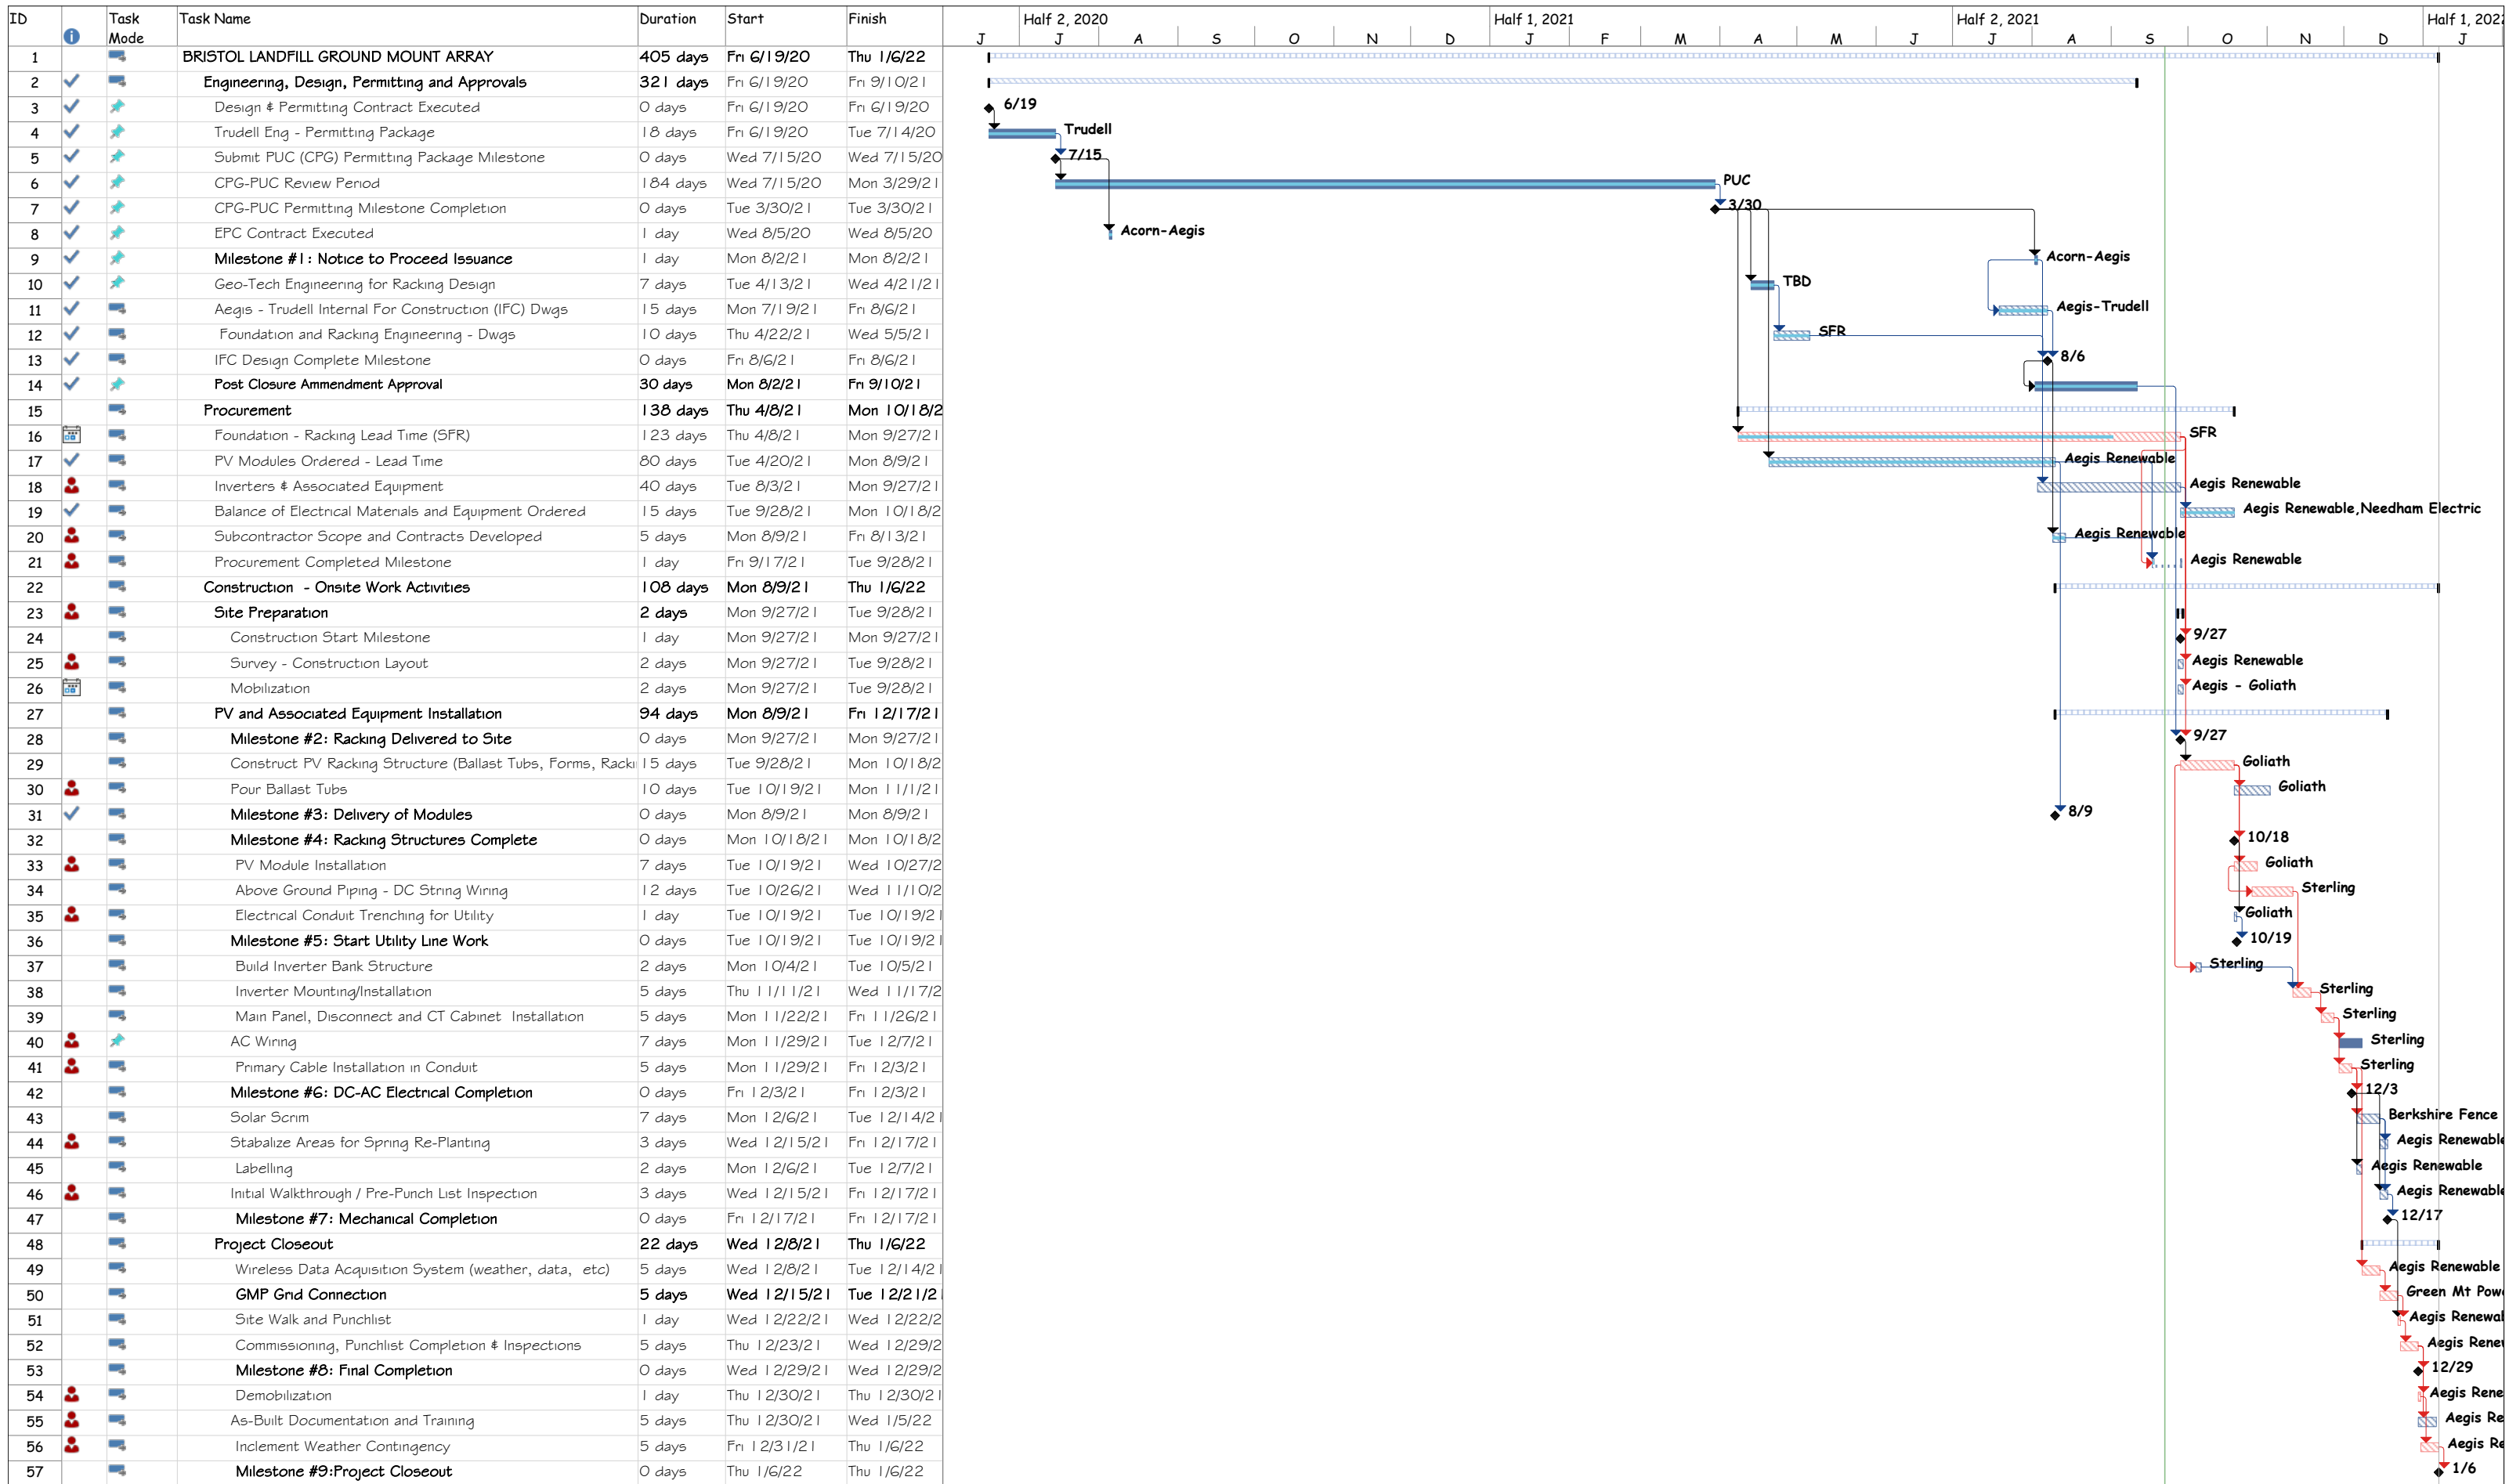 ID Task Mode Task Name Duration Start Finish Half 2, 2020 Half 1, 2021 Half 2, 2021 Half 1, 202
J J A S O N D J F M A M J J A S O N D J
1 BRISTOL LANDFILL GROUND MOUNT ARRAY 405 days Fri 6/19/20 Thu 1/6/22
2 Engineering, Design, Permitting and Approvals 321 days Fri 6/19/20 Fri 9/10/21
3 Design & Permitting Contract Executed 0 days Fri 6/19/20 Fri 6/19/20 6/19
4 Trudell Eng - Permitting Package 18 days Fri 6/19/20 Tue 7/14/20 Trudell
5 Submit PUC (CPG) Permitting Package Milestone 0 days Wed 7/15/20 Wed 7/15/20 7/15
6 CPG-PUC Review Period 184 days Wed 7/15/20 Mon 3/29/21 PUC
7 CPG-PUC Permitting Milestone Completion 0 days Tue 3/30/21 Tue 3/30/21 3/30
8 EPC Contract Executed 1 day Wed 8/5/20 Wed 8/5/20 Acorn-Aegis
9 Milestone #1: Notice to Proceed Issuance 1 day Mon 8/2/21 Mon 8/2/21 Acorn-Aegis
10 Geo-Tech Engineering for Racking Design 7 days Tue 4/13/21 Wed 4/21/21 TBD
11 Aegis - Trudell Internal For Construction (IFC) Dwgs 15 days Mon 7/19/21 Fri 8/6/21 Aegis-Trudell
12 Foundation and Racking Engineering - Dwgs 10 days Thu 4/22/21 Wed 5/5/21 SFR
13 IFC Design Complete Milestone 0 days Fri 8/6/21 Fri 8/6/21 8/6
14 Post Closure Ammendment Approval 30 days Mon 8/2/21 Fri 9/10/21
15 Procurement 138 days Thu 4/8/21 Mon 10/18/2
16 Foundation - Racking Lead Time (SFR) 123 days Thu 4/8/21 Mon 9/27/21 SFR
17 PV Modules Ordered - Lead Time 80 days Tue 4/20/21 Mon 8/9/21 Aegis Renewable
18 Inverters & Associated Equipment 40 days Tue 8/3/21 Mon 9/27/21 Aegis Renewable
19 Balance of Electrical Materials and Equipment Ordered 15 days Tue 9/28/21 Mon 10/18/2 Aegis Renewable,Needham Electric
20 Subcontractor Scope and Contracts Developed 5 days Mon 8/9/21 Fri 8/13/21 Aegis Renewable
21 Procurement Completed Milestone 1 day Fri 9/17/21 Tue 9/28/21 Aegis Renewable
22 Construction - Onsite Work Activities 108 days Mon 8/9/21 Thu 1/6/22
23 Site Preparation 2 days Mon 9/27/21 Tue 9/28/21
24 Construction Start Milestone 1 day Mon 9/27/21 Mon 9/27/21 9/27
25 Survey - Construction Layout 2 days Mon 9/27/21 Tue 9/28/21 Aegis Renewable
26 Mobilization 2 days Mon 9/27/21 Tue 9/28/21 Aegis - Goliath
27 PV and Associated Equipment Installation 94 days Mon 8/9/21 Fri 12/17/21
28 Milestone #2: Racking Delivered to Site 0 days Mon 9/27/21 Mon 9/27/21 9/27
29 Construct PV Racking Structure (Ballast Tubs, Forms, Racki 15 days Tue 9/28/21 Mon 10/18/2 Goliath
30 Pour Ballast Tubs 10 days Tue 10/19/21 Mon 11/1/21 Goliath
31 Milestone #3: Delivery of Modules 0 days Mon 8/9/21 Mon 8/9/21 8/9
32 Milestone #4: Racking Structures Complete 0 days Mon 10/18/21 Mon 10/18/2 10/18
33 PV Module Installation 7 days Tue 10/19/21 Wed 10/27/2 Goliath
34 Above Ground Piping - DC String Wiring 12 days Tue 10/26/21 Wed 11/10/2 Sterling
35 Electrical Conduit Trenching for Utility 1 day Tue 10/19/21 Tue 10/19/21 Goliath
36 Milestone #5: Start Utility Line Work 0 days Tue 10/19/21 Tue 10/19/21 10/19
37 Build Inverter Bank Structure 2 days Mon 10/4/21 Tue 10/5/21 Sterling
38 Inverter Mounting/Installation 5 days Thu 11/11/21 Wed 11/17/2 Sterling
39 Main Panel, Disconnect and CT Cabinet Installation 5 days Mon 11/22/21 Fri 11/26/21 Sterling
40 AC Wiring 7 days Mon 11/29/21 Tue 12/7/21 Sterling
41 Primary Cable Installation in Conduit 5 days Mon 11/29/21 Fri 12/3/21 Sterling
42 Milestone #6: DC-AC Electrical Completion 0 days Fri 12/3/21 Fri 12/3/21 12/3
43 Solar Scrim 7 days Mon 12/6/21 Tue 12/14/21 Berkshire Fence
44 Stabalize Areas for Spring Re-Planting 3 days Wed 12/15/21 Fri 12/17/21 Aegis Renewable
45 Labelling 2 days Mon 12/6/21 Tue 12/7/21 Aegis Renewable
46 Initial Walkthrough / Pre-Punch List Inspection 3 days Wed 12/15/21 Fri 12/17/21 Aegis Renewable
47 Milestone #7: Mechanical Completion 0 days Fri 12/17/21 Fri 12/17/21 12/17
48 Project Closeout 22 days Wed 12/8/21 Thu 1/6/22
49 Wireless Data Acquisition System (weather, data, etc) 5 days Wed 12/8/21 Tue 12/14/21 Aegis Renewable
50 GMP Grid Connection 5 days Wed 12/15/21 Tue 12/21/2 Green Mt Pow
51 Site Walk and Punchlist 1 day Wed 12/22/21 Wed 12/22/2 Aegis Renewal
52 Commissioning, Punchlist Completion & Inspections 5 days Thu 12/23/21 Wed 12/29/2 Aegis Rene
53 Milestone #8: Final Completion 0 days Wed 12/29/21 Wed 12/29/2 12/29
54 Demobilization 1 day Thu 12/30/21 Thu 12/30/21 Aegis Rene
55 As-Built Documentation and Training 5 days Thu 12/30/21 Wed 1/5/22 Aegis Re
56 Inclement Weather Contingency 5 days Fri 12/31/21 Thu 1/6/22 Aegis Re
57 Milestone #9:Project Closeout 0 days Thu 1/6/22 Thu 1/6/22 1/6